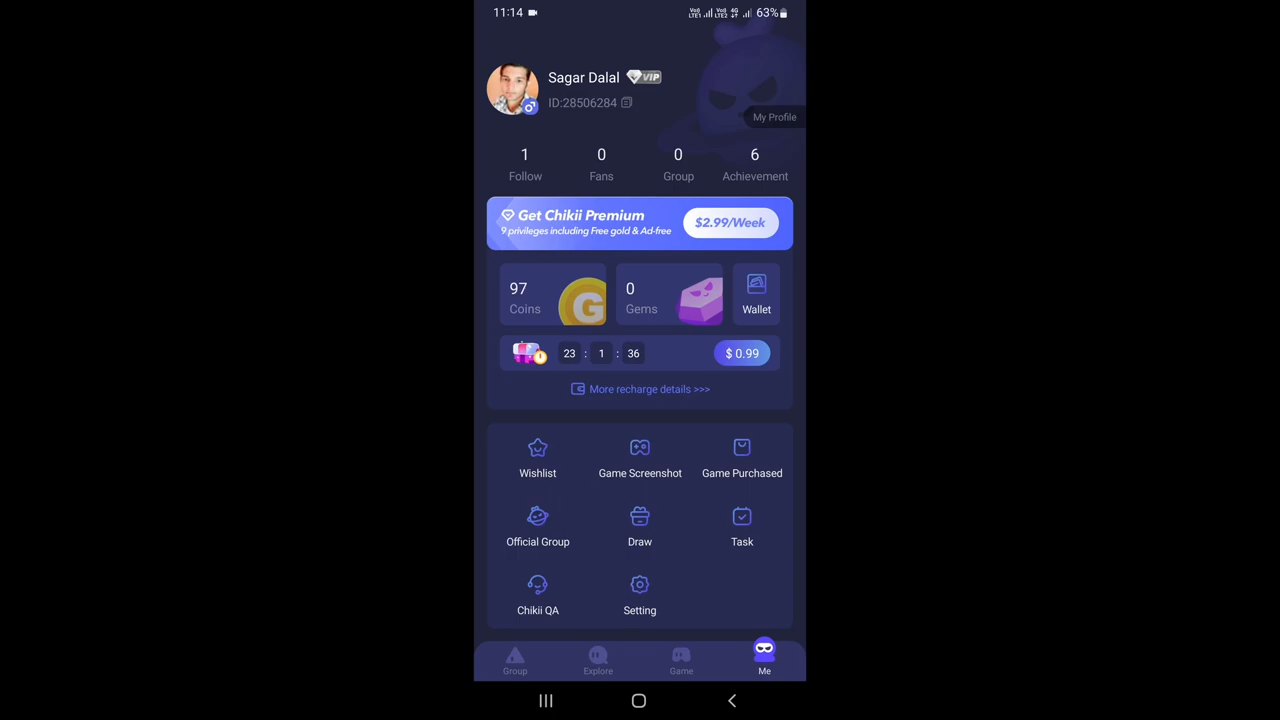 11:14
63%
Sagar Dalal VIP
ID:28506284
My Profile
1 0 0 6
Follow Fans Group Achievement
Get Chikii Premium
9 privileges including Free gold & Ad-free
$2.99/Week
97
Coins
G
0
Gems
Wallet
23 : 1 : 36
$ 0.99
More recharge details >>>
Wishlist Game Screenshot Game Purchased
Official Group Draw Task
Chikii QA Setting
Group Explore Game Me